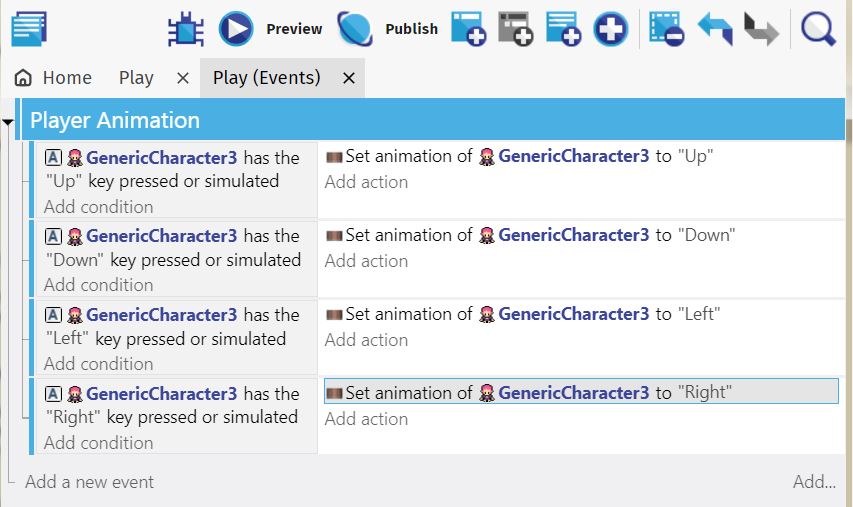 Preview
Publish
Home
Play
Play (Events)
Player Animation
A GenericCharacter3 has the
"Up" key pressed or simulated
Add condition
Set animation of GenericCharacter3 to "Up"
Add action
A GenericCharacter3 has the
"Down" key pressed or simulated
Add condition
Set animation of GenericCharacter3 to "Down"
Add action
A GenericCharacter3 has the
"Left" key pressed or simulated
Add condition
Set animation of GenericCharacter3 to "Left"
Add action
A GenericCharacter3 has the
"Right" key pressed or simulated
Add condition
Set animation of GenericCharacter3 to "Right"
Add action
Add a new event
Add...